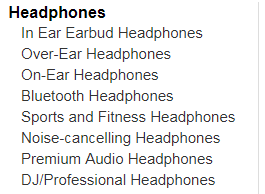 Headphones
In Ear Earbud Headphones
Over-Ear Headphones
On-Ear Headphones
Bluetooth Headphones
Sports and Fitness Headphones
Noise-cancelling Headphones
Premium Audio Headphones
DJ/Professional Headphones